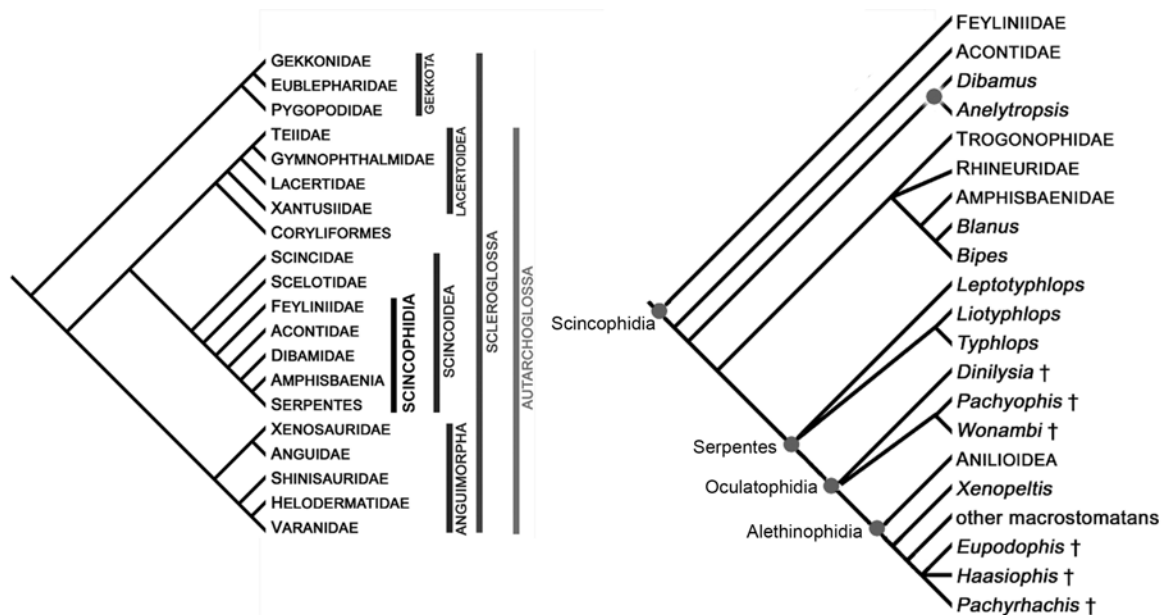 GEKKONIDAE
EUBLEPHARIDAE
PYGOPODIDAE
TEIIDAE
GYMNOPHTHALMIDAE
LACERTIDAE
XANTUSIIDAE
CORYLIFORMES
SCINCIDAE
SCELOTIDAE
FEYLINIIDAE
ACONTIDAE
DIBAMIDAE
AMPHISBAENIA
SERPENTES
XENOSAURIDAE
ANGUIDAE
SHINISAURIDAE
HELODERMATIDAE
VARANIDAE
GEKKOTA
LACERTOIDEA
SCINCOPHIDIA
SCINCOIDEA
ANGUIMORPHA
SCLEROGLOSSA
AUTARCHOGLOSSA
FEYLINIIDAE
ACONTIDAE
Dibamus
Anelytropsis
TROGONOPHIDAE
RHINEURIDAE
AMPHISBAENIDAE
Blanus
Bipes
Leptotyphlops
Liotyphlops
Typhlops
Dinilysia †
Pachyophis †
Wonambi †
ANILIOIDEA
Xenopeltis
other macrostomatans
Eupodophis †
Haasiophis †
Pachyrhachis †
Scincophidia
Serpentes
Oculatophidia
Alethinophidia